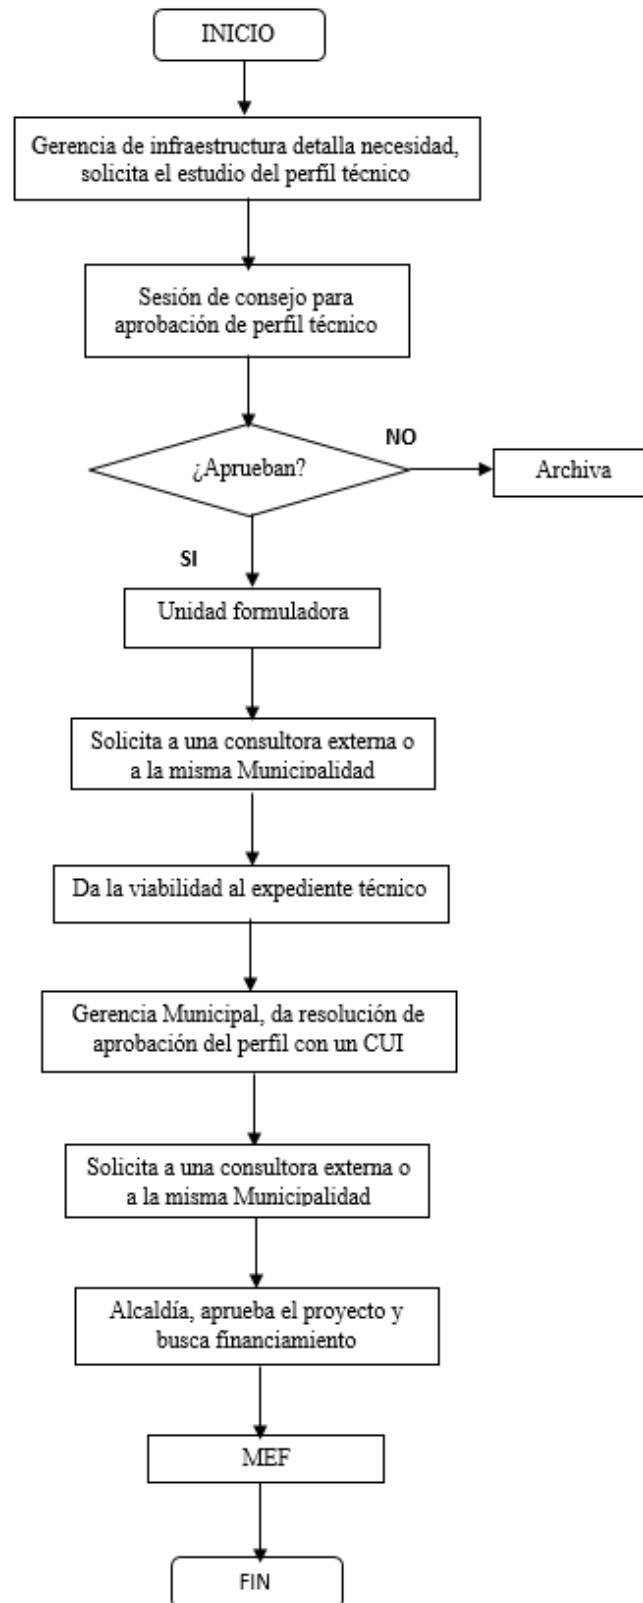 INICIO
Gerencia de infraestructura detalla necesidad,
solicita el estudio del perfil técnico
Sesión de consejo para
aprobación de perfil técnico
¿Aprueban?
NO
Archiva
SI
Unidad formuladora
Solicita a una consultora externa o
a la misma Municipalidad
Da la viabilidad al expediente técnico
Gerencia Municipal, da resolución de
aprobación del perfil con un CUI
Solicita a una consultora externa o
a la misma Municipalidad
Alcaldía, aprueba el proyecto y
busca financiamiento
MEF
FIN